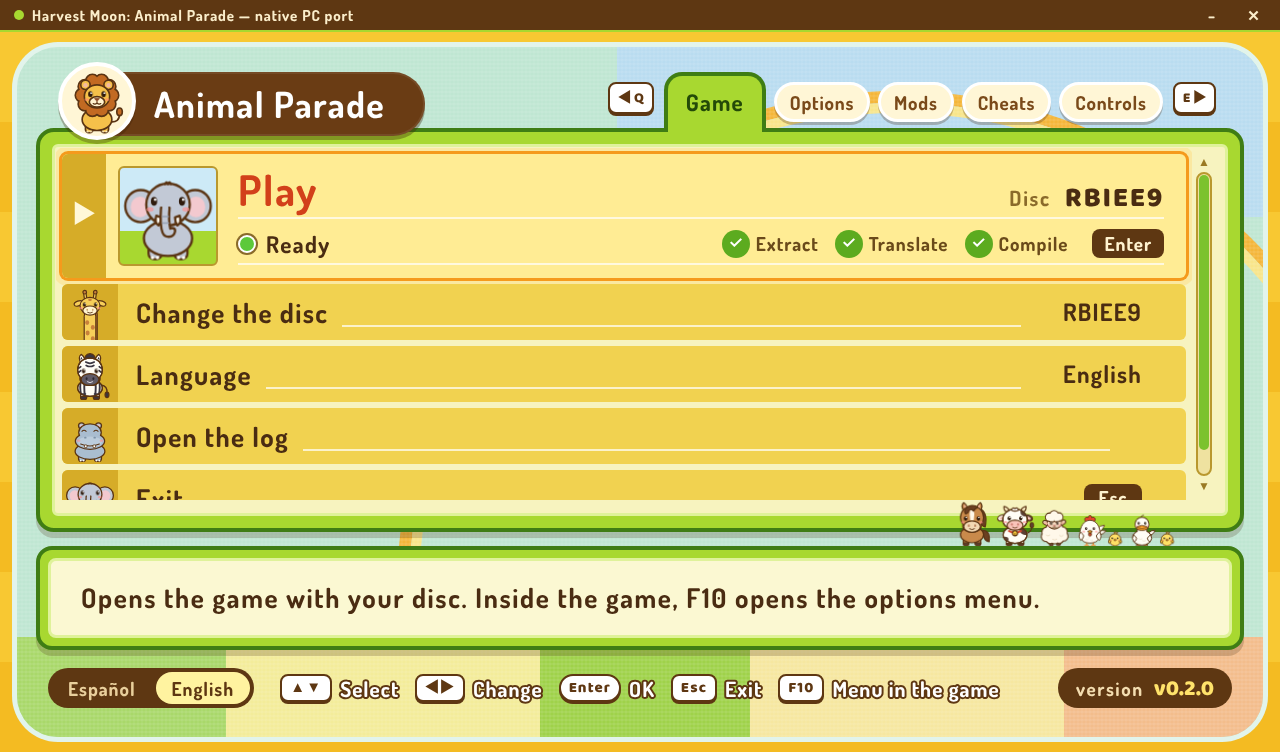 Harvest Moon: Animal Parade — native PC port
Animal Parade
Q
Game
Options
Mods
Cheats
Controls
E
Play
Disc RBIEE9
Ready
Extract
Translate
Compile
Enter
Change the disc
RBIEE9
Language
English
Open the log
Exit
Esc
Opens the game with your disc. Inside the game, F10 opens the options menu.
Español
English
Select
Change
Enter OK
Esc Exit
F10 Menu in the game
version v0.2.0